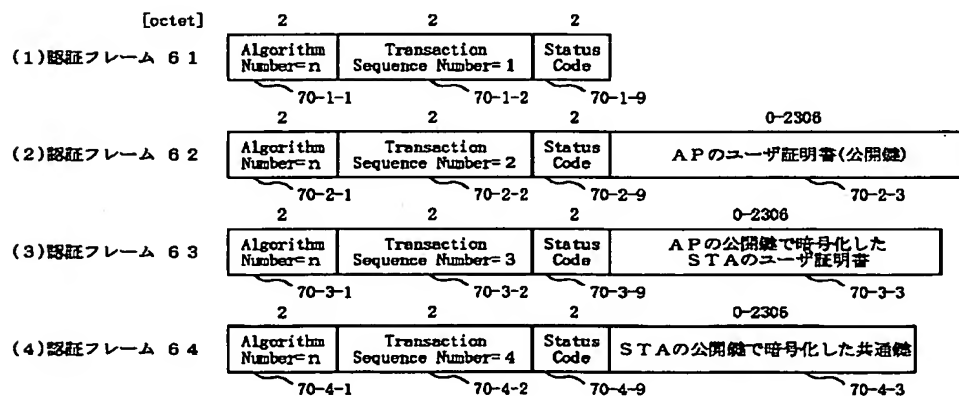 [octet] 2 2 2
(1)認証フレーム 61 Algorithm Number=n Transaction Sequence Number=1 Status Code
70-1-1 70-1-2 70-1-9
2 2 2 0-2306
(2)認証フレーム 62 Algorithm Number=n Transaction Sequence Number=2 Status Code APのユーザ証明書(公開鍵)
70-2-1 70-2-2 70-2-9 70-2-3
2 2 2 0-2306
(3)認証フレーム 63 Algorithm Number=n Transaction Sequence Number=3 Status Code APの公開鍵で暗号化したSTAのユーザ証明書
70-3-1 70-3-2 70-3-9 70-3-3
2 2 2 0-2306
(4)認証フレーム 64 Algorithm Number=n Transaction Sequence Number=4 Status Code STAの公開鍵で暗号化した共通鍵
70-4-1 70-4-2 70-4-9 70-4-3